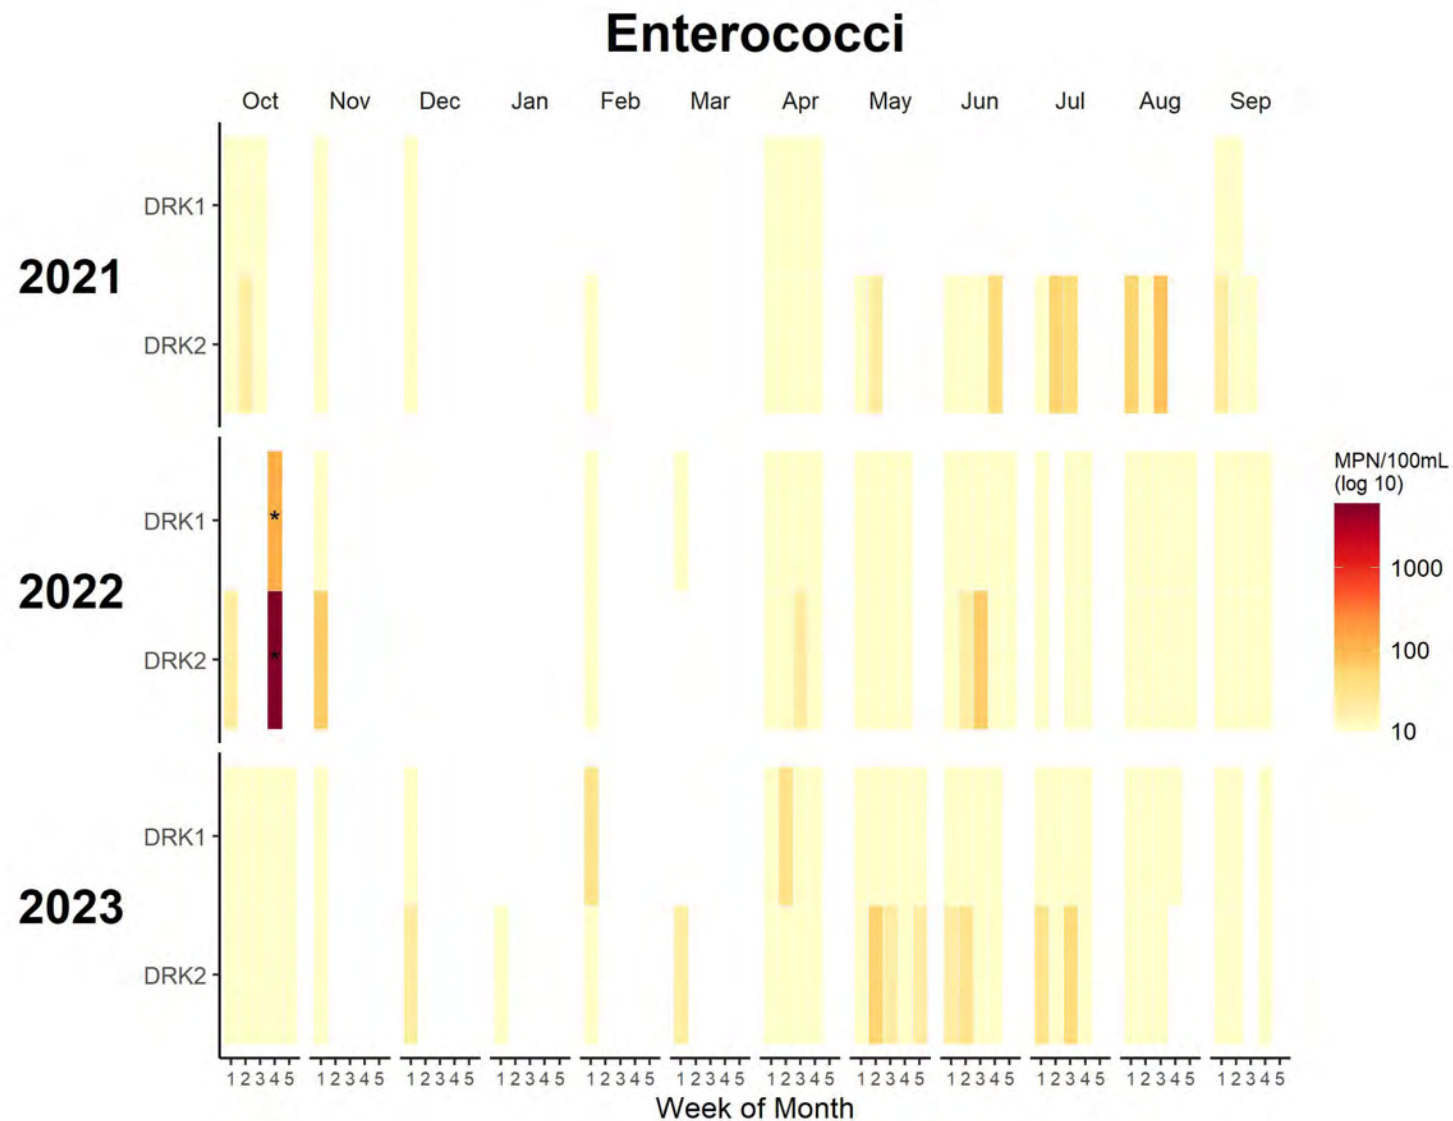 Enterococci
Oct Nov Dec Jan Feb Mar Apr May Jun Jul Aug Sep
2021
DRK1
DRK2
2022
DRK1
*
DRK2
*
2023
DRK1
DRK2
MPN/100mL
(log 10)
1000
100
10
1 2 3 4 5 1 2 3 4 5 1 2 3 4 5 1 2 3 4 5 1 2 3 4 5 1 2 3 4 5 1 2 3 4 5 1 2 3 4 5 1 2 3 4 5 1 2 3 4 5 1 2 3 4 5 1 2 3 4 5
Week of Month